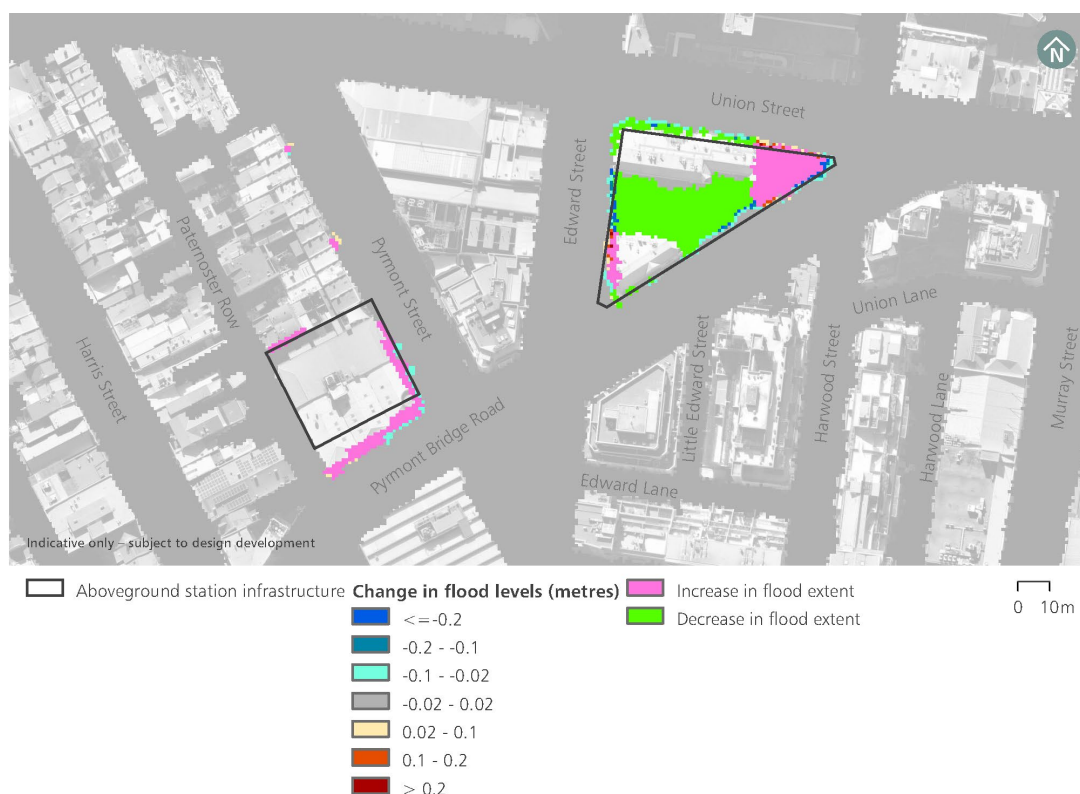 N
Union Street
Edward Street
Paternoster Row
Pyrmont Street
Harris Street
Union Lane
Little Edward Street
Harwood Street
Harwood Lane
Murray Street
Pyrmont Bridge Road
Edward Lane
Indicative only – subject to design development
Aboveground station infrastructure
Change in flood levels (metres)
<=-0.2
-0.2 - -0.1
-0.1 - -0.02
-0.02 - 0.02
0.02 - 0.1
0.1 - 0.2
> 0.2
Increase in flood extent
Decrease in flood extent
0 10m